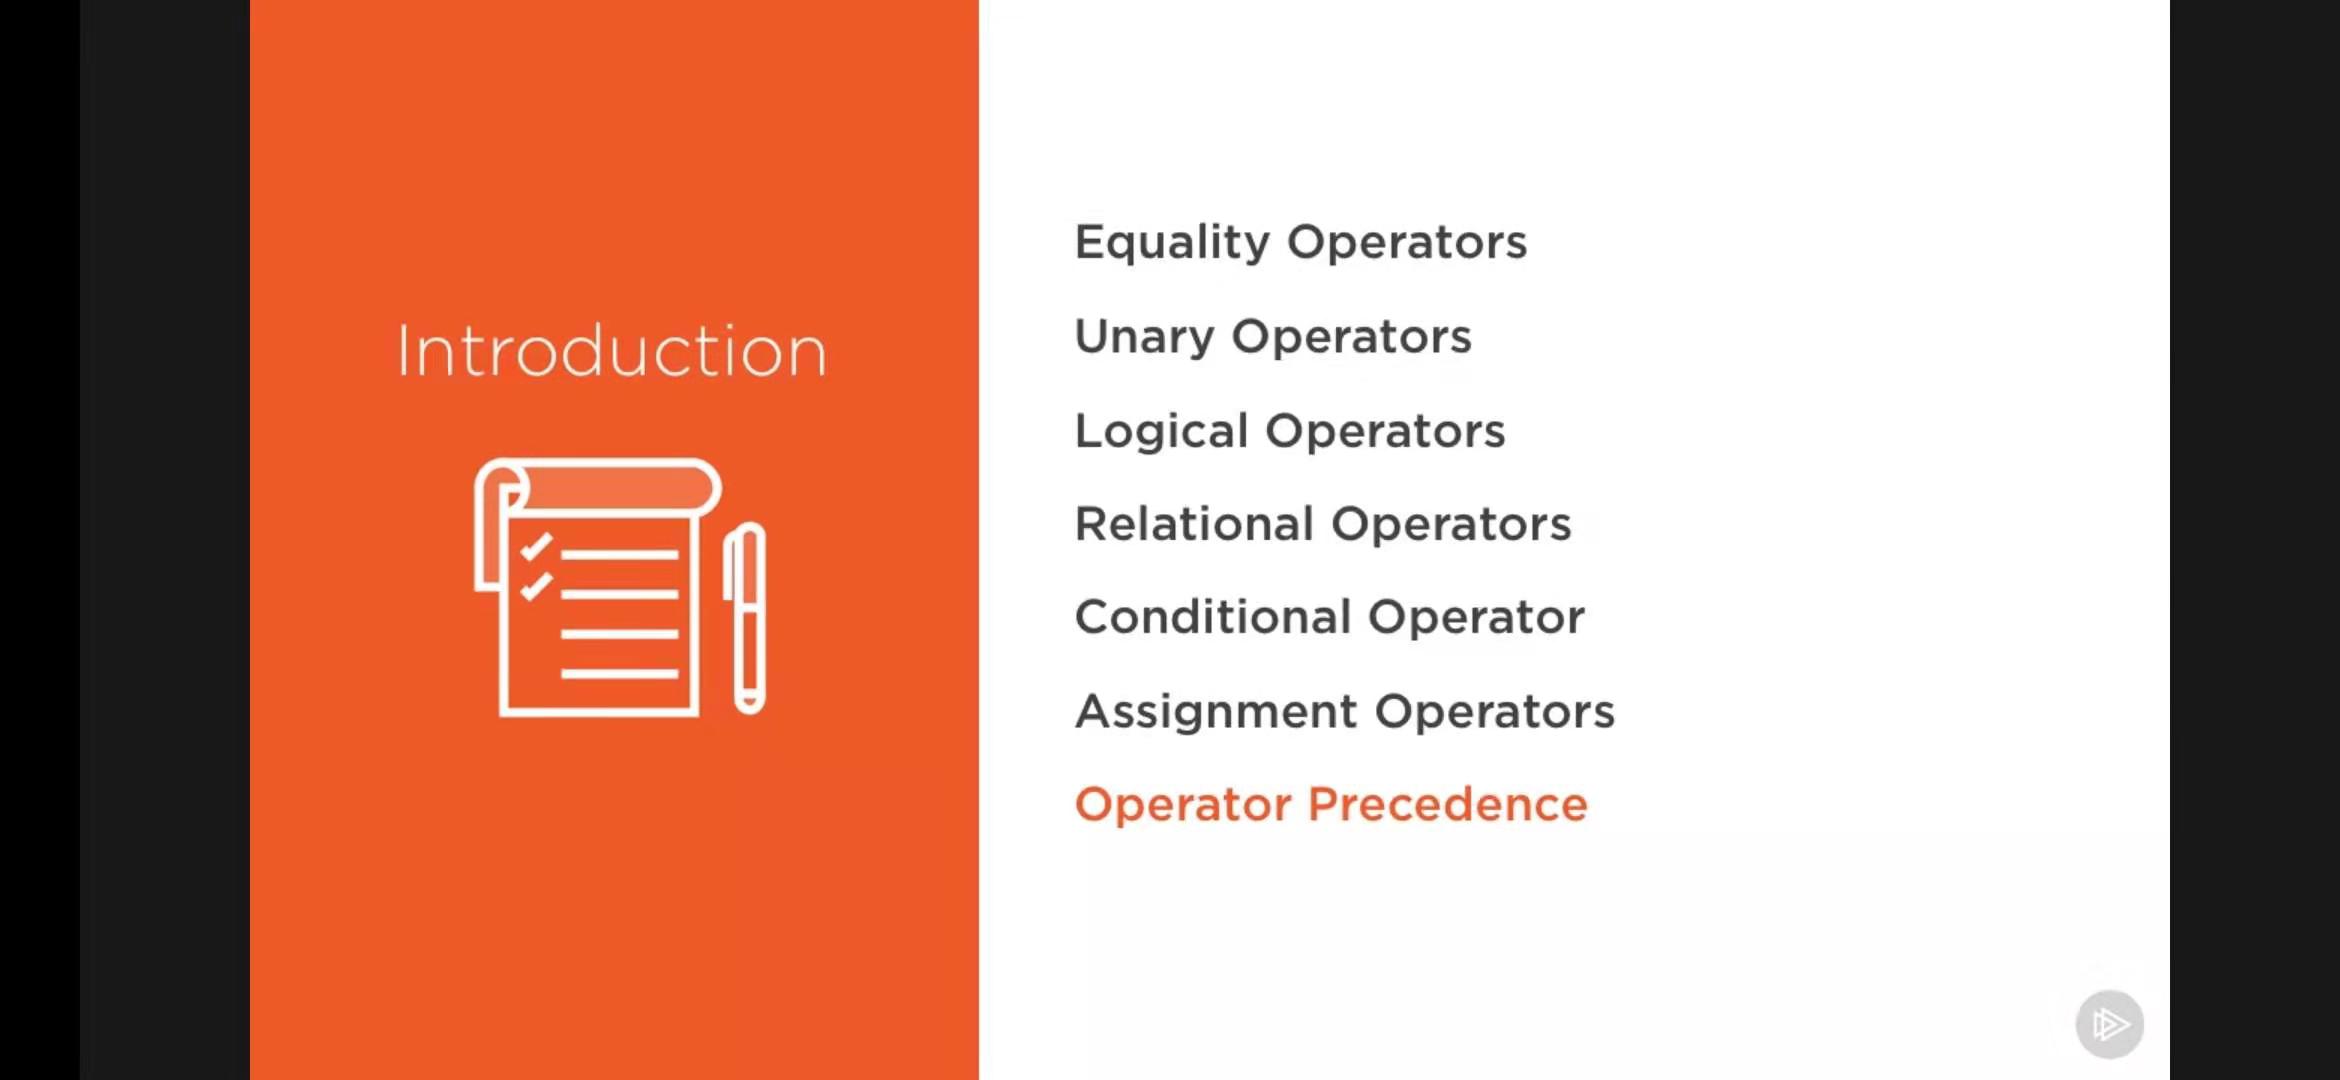 Introduction
Equality Operators
Unary Operators
Logical Operators
Relational Operators
Conditional Operator
Assignment Operators
Operator Precedence